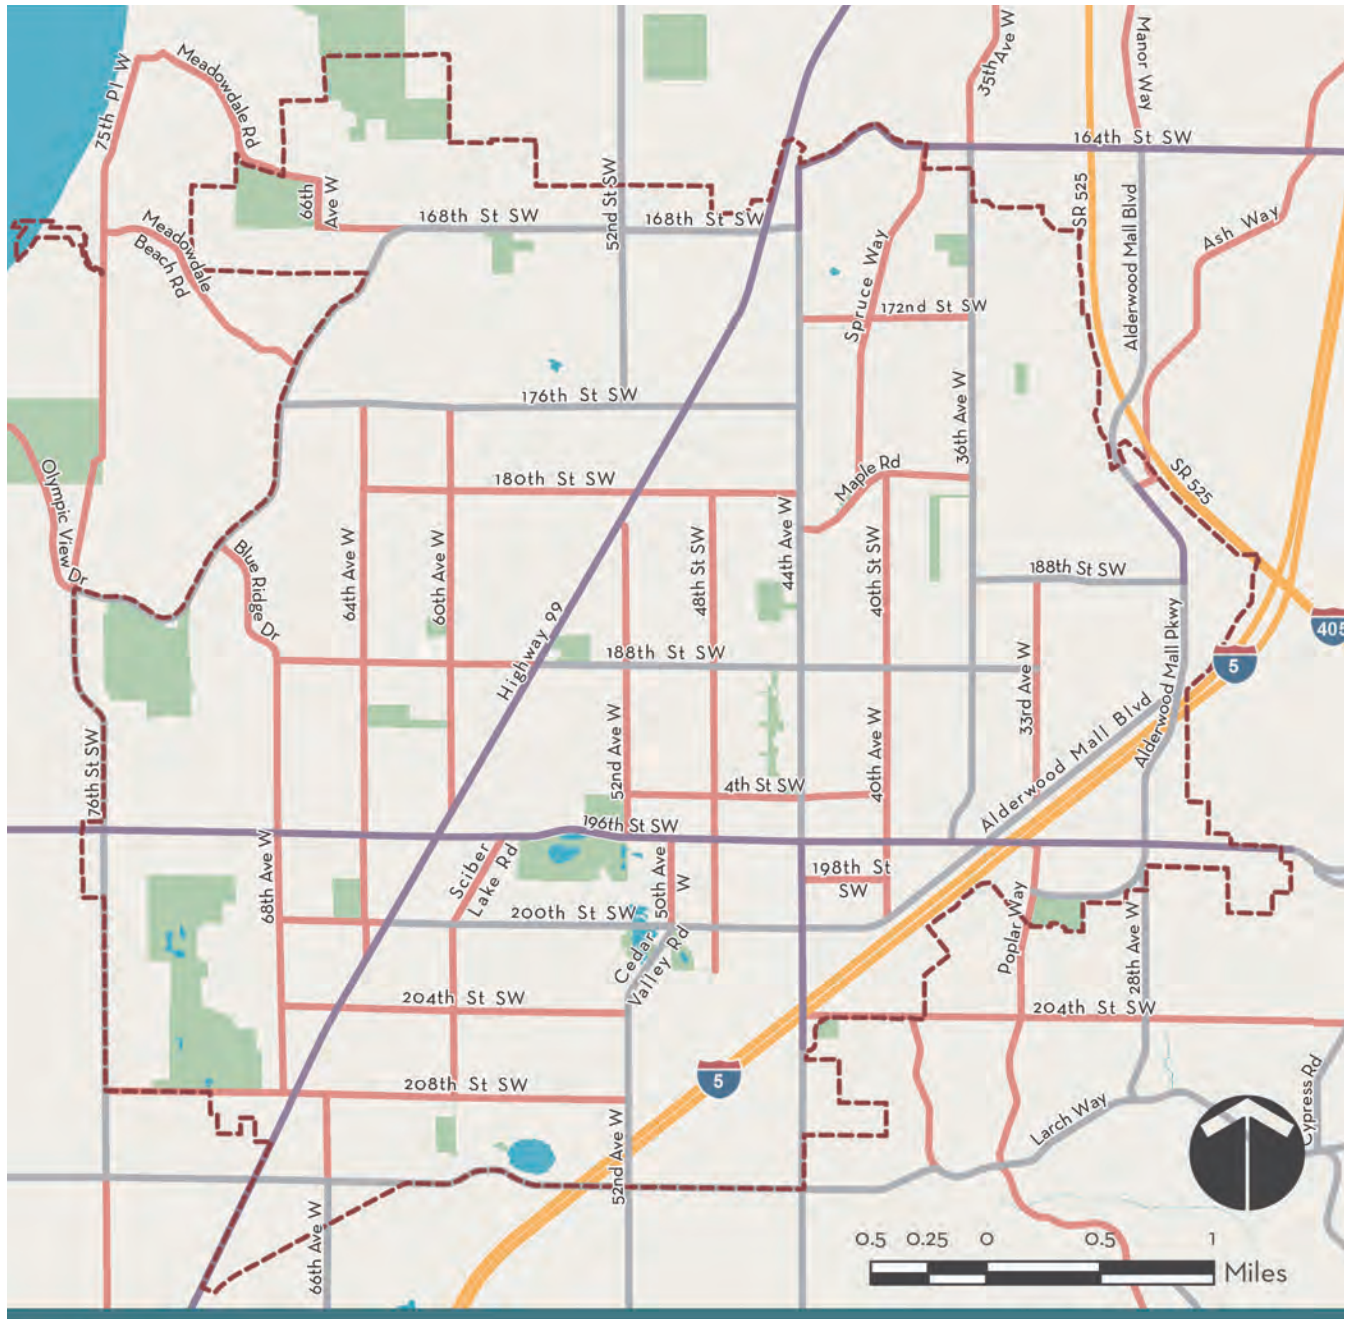 75th Pl W
Meadowdale Rd
35th
Ave W
Manor Way
164th St SW
66th
Ave W
168th St SW
52nd St SW
168th St SW
SR 525
Alderwood Mall Blvd
Ash Way
Meadowdale
Beach Rd
Spruce Way
172nd St SW
176th St SW
36th Ave W
180th St SW
Maple Rd
SR 525
Olympic View Dr
Blue Ridge Dr
64th Ave W
60th Ave W
48th St SW
44th Ave W
40th St SW
188th St SW
Highway 99
188th St SW
33rd Ave W
Alderwood Mall Pkwy
405
5
76th St SW
52nd Ave W
4th St SW
40th Ave W
Alderwood Mall Blvd
Alderwood Mall Pkwy
196th St SW
68th Ave W
Sciber
Lake Rd
50th Ave
W
198th St
SW
200th St SW
Cedar
Valley Rd
Poplar Way
28th Ave W
204th St SW
204th St SW
5
208th St SW
Larch Way
Cypress Rd
52nd Ave W
66th Ave W
0.5 0.25 0 0.5 1
Miles